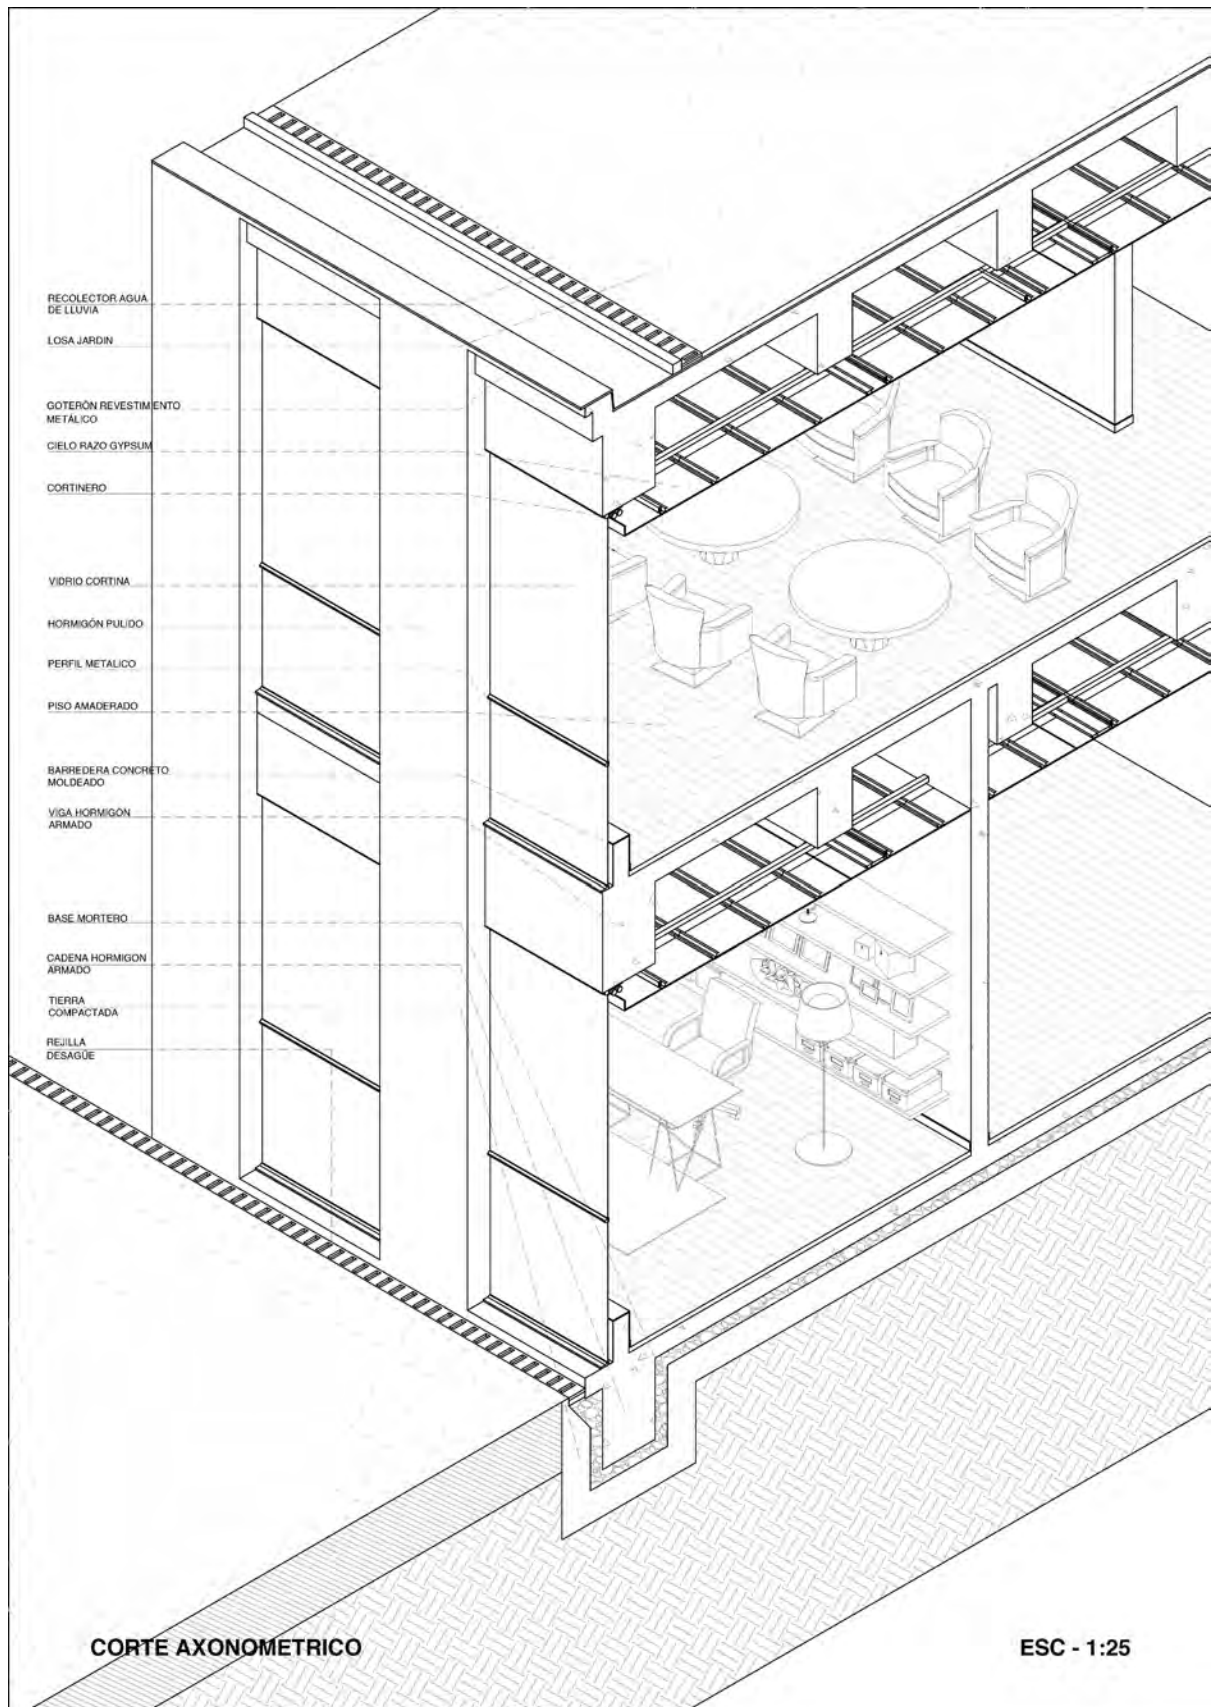 RECOLECTOR AGUA
DE LLUVIA
LOSA JARDIN
GOTERÓN REVESTIMIENTO
METÁLICO
CIELO RAZO GYPSUM
CORTINERO
VIDRIO CORTINA
HORMIGÓN PULIDO
PERFIL METALICO
PISO AMADERADO
BARREDERA CONCRETO
MOLDEADO
VIGA HORMIGÓN
ARMADO
BASE MORTERO
CADENA HORMIGON
ARMADO
TIERRA
COMPACTADA
REJILLA
DESAGÜE
CORTE AXONOMETRICO
ESC - 1:25